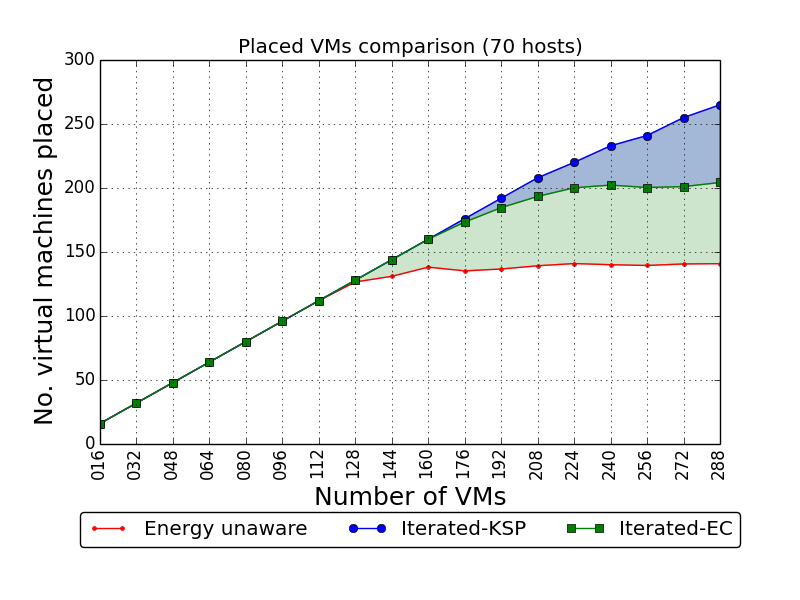 Placed VMs comparison (70 hosts)
No. virtual machines placed
300
250
200
150
100
50
0
016 032 048 064 080 096 112 128 144 160 176 192 208 224 240 256 272 288
Number of VMs
Energy unaware Iterated-KSP Iterated-EC